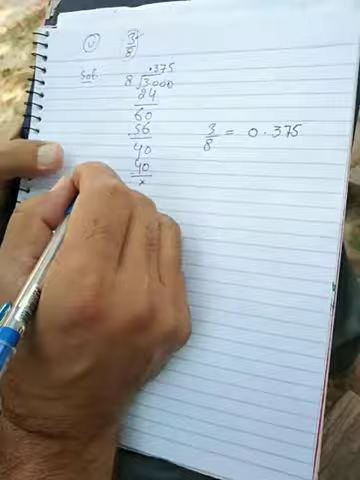 (v) 3/8
Sol. .375
8 √3.000
24
60
56
40
3/8 = 0.375
40
×